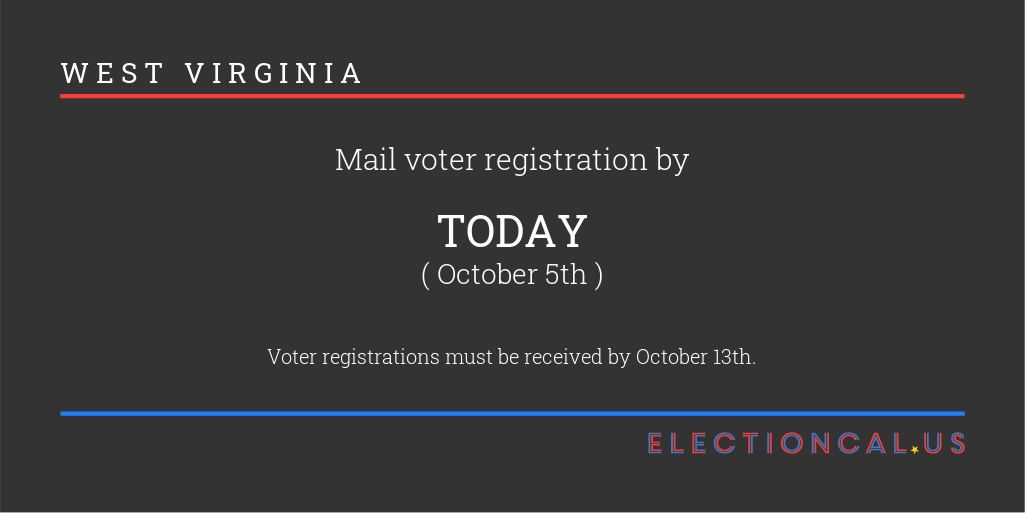 WEST VIRGINIA
Mail voter registration by
TODAY
( October 5th )
Voter registrations must be received by October 13th.
ELECTIONCAL.US